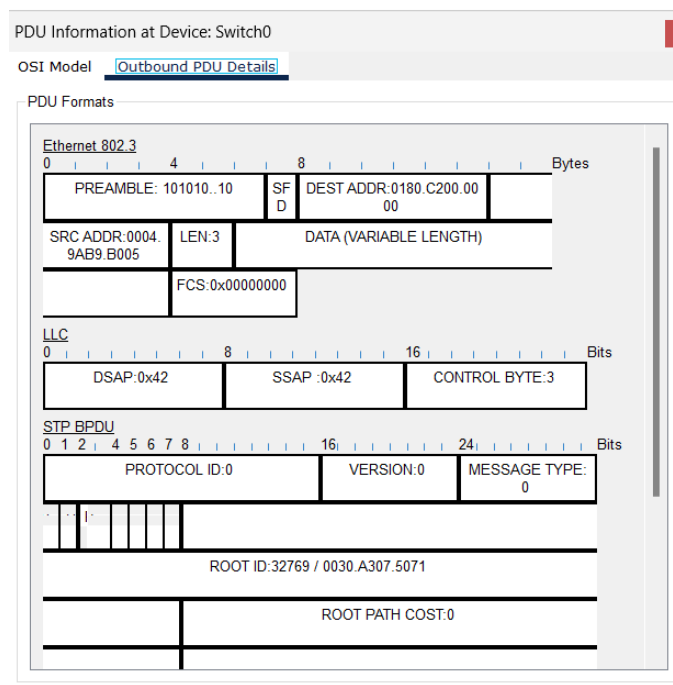 PDU Information at Device: Switch0
OSI Model Outbound PDU Details
PDU Formats
Ethernet 802.3
0 4 8 Bytes
PREAMBLE: 101010..10 SF DEST ADDR:0180.C200.00
D 00
SRC ADDR:0004. LEN:3 DATA (VARIABLE LENGTH)
9AB9.B005
FCS:0x00000000
LLC
0 8 16 Bits
DSAP:0x42 SSAP :0x42 CONTROL BYTE:3
STP BPDU
0 1 2 4 5 6 7 8 16 24 Bits
PROTOCOL ID:0 VERSION:0 MESSAGE TYPE:
0
ROOT ID:32769 / 0030.A307.5071
ROOT PATH COST:0